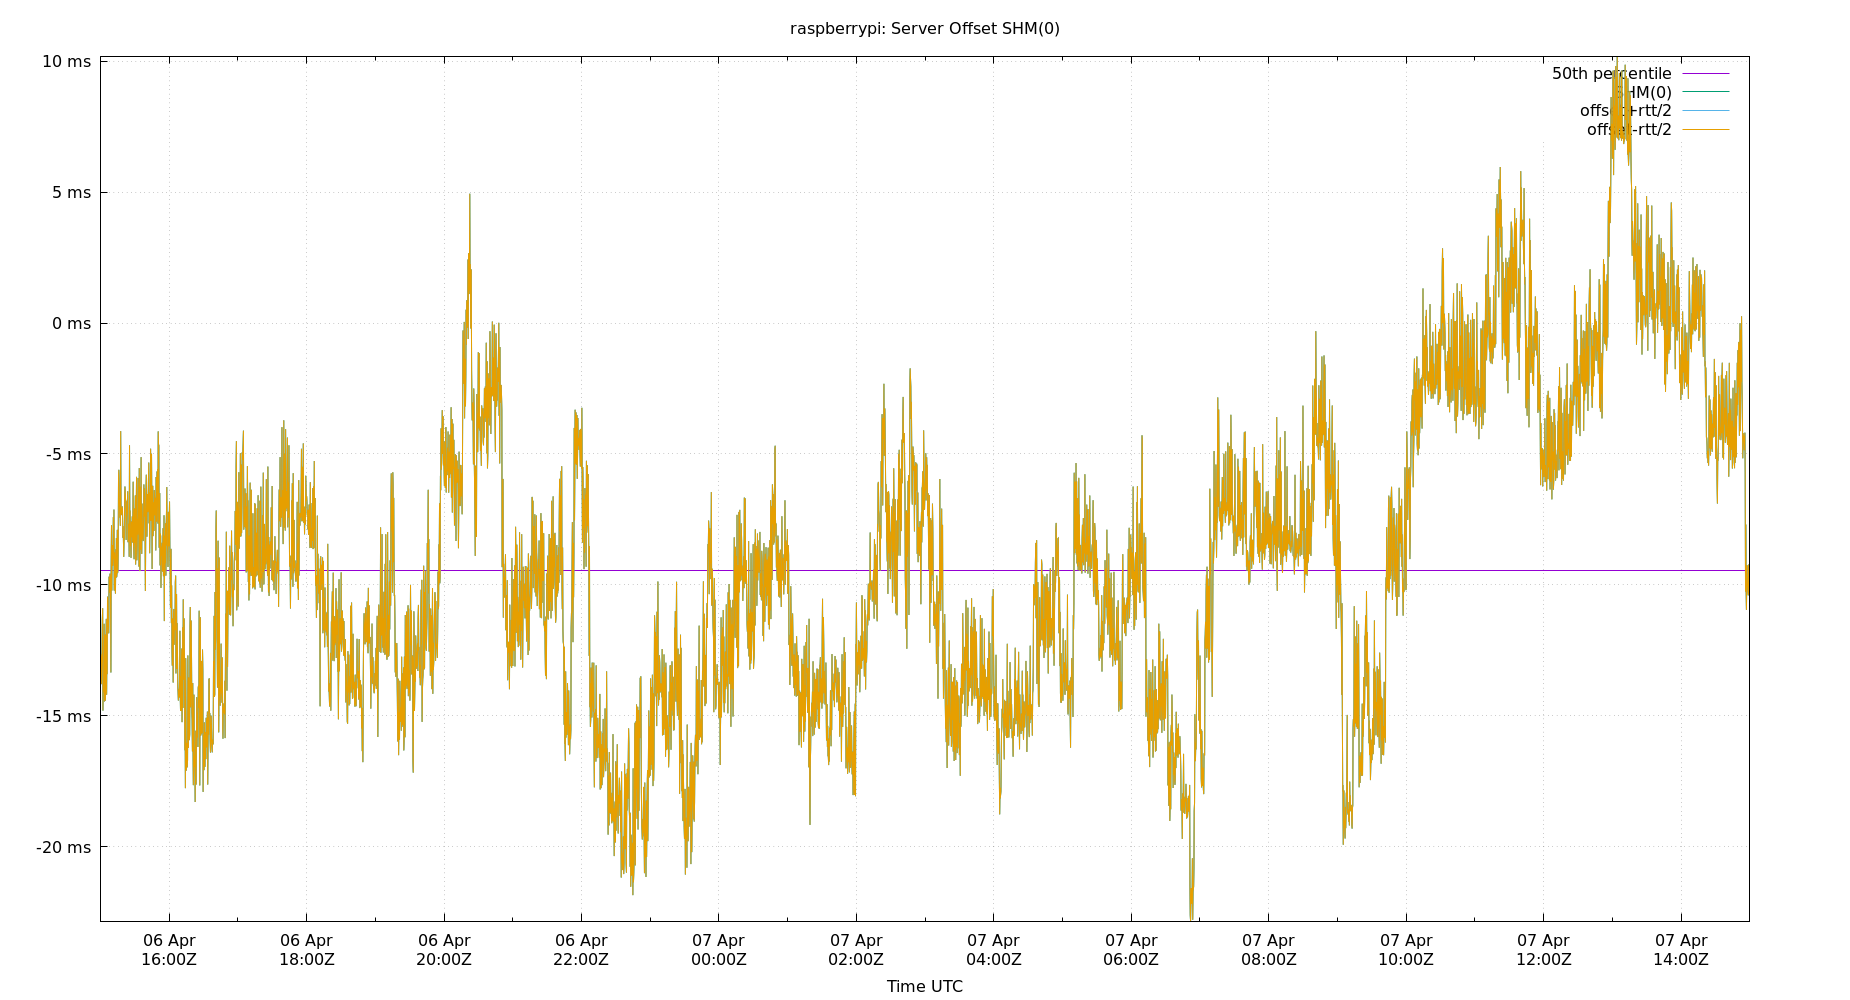 raspberrypi: Server Offset SHM(0)
10 ms
5 ms
0 ms
-5 ms
-10 ms
-15 ms
-20 ms
50th percentile
SHM(0)
offset+rtt/2
offset-rtt/2
06 Apr 06 Apr 06 Apr 06 Apr 07 Apr 07 Apr 07 Apr 07 Apr 07 Apr 07 Apr 07 Apr 07 Apr
16:00Z 18:00Z 20:00Z 22:00Z 00:00Z 02:00Z 04:00Z 06:00Z 08:00Z 10:00Z 12:00Z 14:00Z
Time UTC